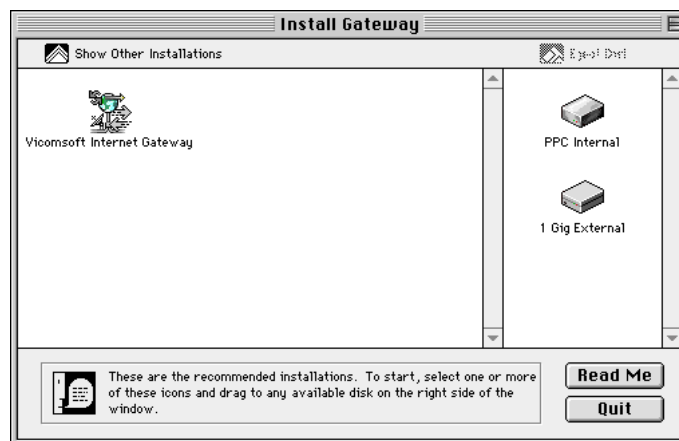 Install Gateway
Show Other Installations
Eject Disk
Vicomsoft Internet Gateway
PPC Internal
1 Gig External
These are the recommended installations. To start, select one or more
of these icons and drag to any available disk on the right side of the
window.
Read Me
Quit